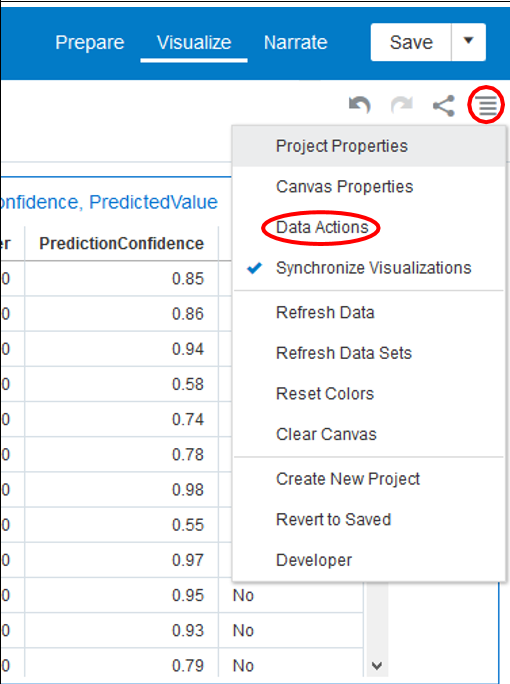 Prepare Visualize Narrate Save
Project Properties
onfidence, PredictedValue
Canvas Properties
er PredictionConfidence
Data Actions
Synchronize Visualizations
Refresh Data
Refresh Data Sets
Reset Colors
Clear Canvas
Create New Project
Revert to Saved
Developer
0 0.85
0 0.86
0 0.94
0 0.58
0 0.74
0 0.78
0 0.98
0 0.55
0 0.97
0 0.95 No
0 0.93 No
0 0.79 No